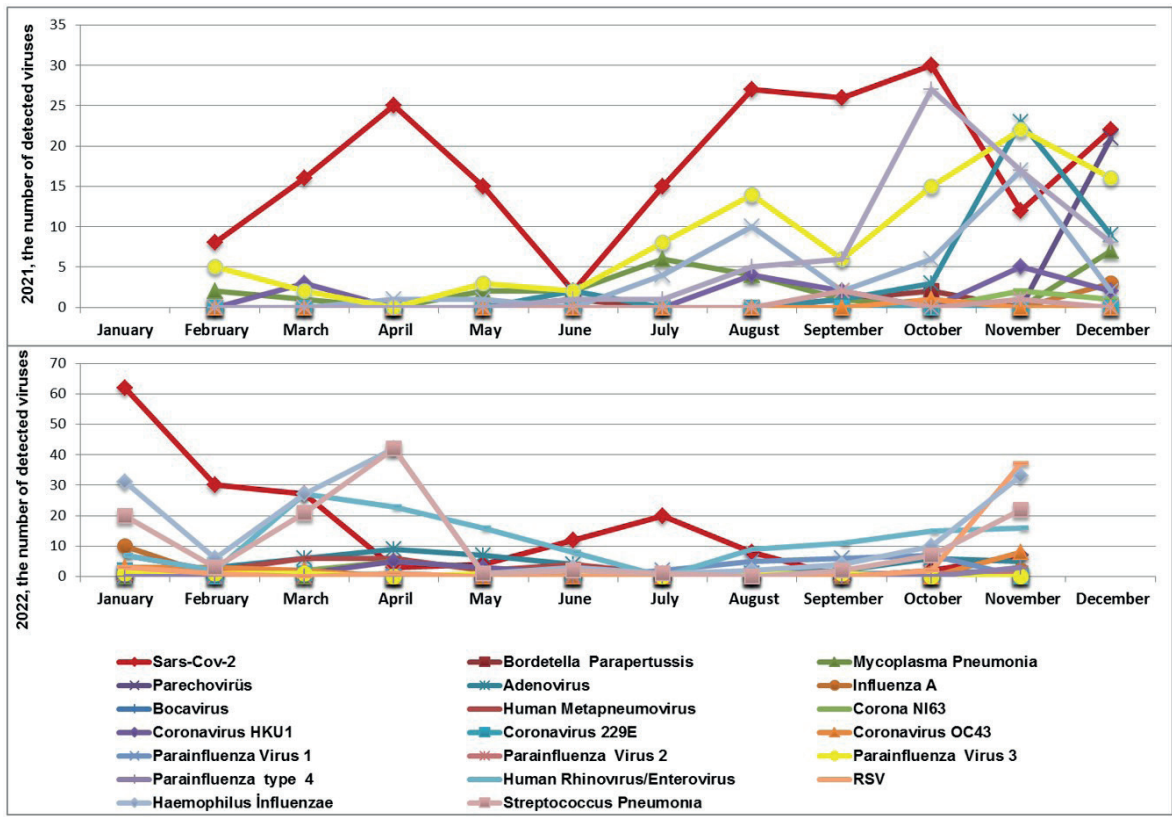 2021, the number of detected viruses
35
30
25
20
15
10
5
0
January February March April May June July August September October November December
2022, the number of detected viruses
70
60
50
40
30
20
10
0
January February March April May June July August September October November December
Sars-Cov-2 Bordetella Parapertussis Mycoplasma Pneumonia
Parechovirüs Adenovirus Influenza A
Bocavirus Human Metapneumovirus Corona Nl63
Coronavirus HKU1 Coronavirus 229E Coronavirus OC43
Parainfluenza Virus 1 Parainfluenza Virus 2 Parainfluenza Virus 3
Parainfluenza type 4 Human Rhinovırus/Enterovirus RSV
Haemophilus İnfluenzae Streptococcus Pneumonıa